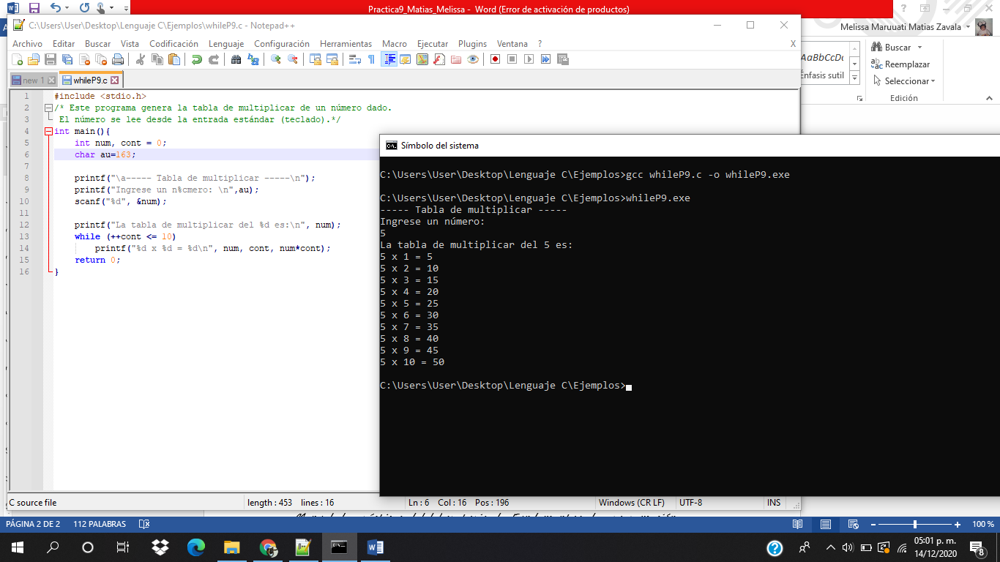 Practica9_Matias_Melissa - Word (Error de activación de productos)
C:\Users\User\Desktop\Lenguaje C\Ejemplos\whileP9.c - Notepad++
Melissa Maruuati Matias Zavala
Archivo Editar Buscar Vista Codificación Lenguaje Configuración Herramientas Macro Ejecutar Plugins Ventana ? X
AaBbCcDc
Énfasis sutil
Buscar
Reemplazar
Seleccionar
Edición
new 1 whileP9.c
1 #include <stdio.h>
2 /* Este programa genera la tabla de multiplicar de un número dado.
3 El número se lee desde la entrada estándar (teclado).*/
4 int main(){
5 int num, cont = 0;
6 char au=163;
7
8 printf("\a----- Tabla de multiplicar -----\n");
9 printf("Ingrese un n%cmero: \n",au);
10 scanf("%d", &num);
11
12 printf("La tabla de multiplicar del %d es:\n", num);
13 while (++cont <= 10)
14 printf("%d x %d = %d\n", num, cont, num*cont);
15 return 0;
16 }
Símbolo del sistema
C:\Users\User\Desktop\Lenguaje C\Ejemplos>gcc whileP9.c -o whileP9.exe
C:\Users\User\Desktop\Lenguaje C\Ejemplos>whileP9.exe
----- Tabla de multiplicar -----
Ingrese un número:
5
La tabla de multiplicar del 5 es:
5 x 1 = 5
5 x 2 = 10
5 x 3 = 15
5 x 4 = 20
5 x 5 = 25
5 x 6 = 30
5 x 7 = 35
5 x 8 = 40
5 x 9 = 45
5 x 10 = 50
C:\Users\User\Desktop\Lenguaje C\Ejemplos>
C source file length : 453 lines : 16 Ln : 6 Col : 16 Pos : 196 Windows (CR LF) UTF-8 INS
PÁGINA 2 DE 2 112 PALABRAS 100 %
05:01 p. m.
14/12/2020
8